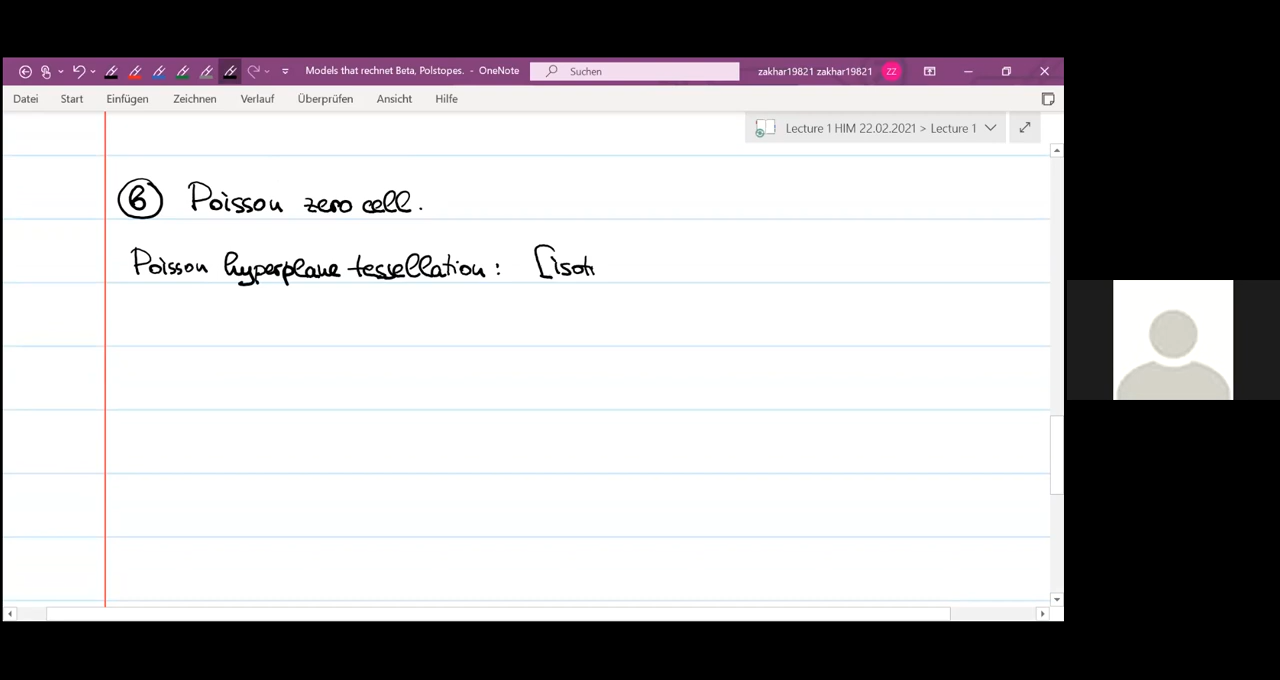 Models that rechnet Beta, Polstopes. - OneNote
Suchen
zakhar19821 zakhar19821 ZZ
Datei Start Einfügen Zeichnen Verlauf Überprüfen Ansicht Hilfe
Lecture 1 HIM 22.02.2021 > Lecture 1
⑥ Poisson zero cell.
Poisson hyperplane tessellation: [isot